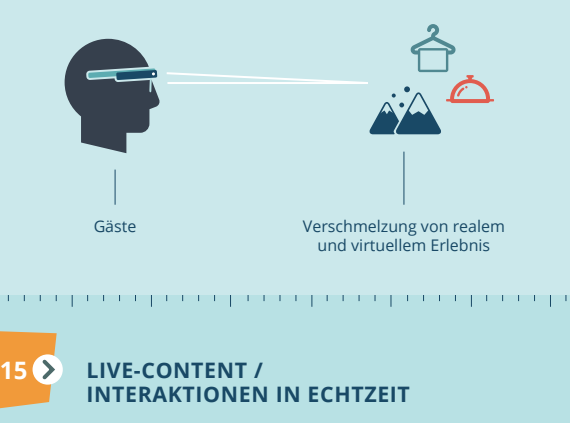 Gäste
Verschmelzung von realem
und virtuellem Erlebnis
15
LIVE-CONTENT /
INTERAKTIONEN IN ECHTZEIT